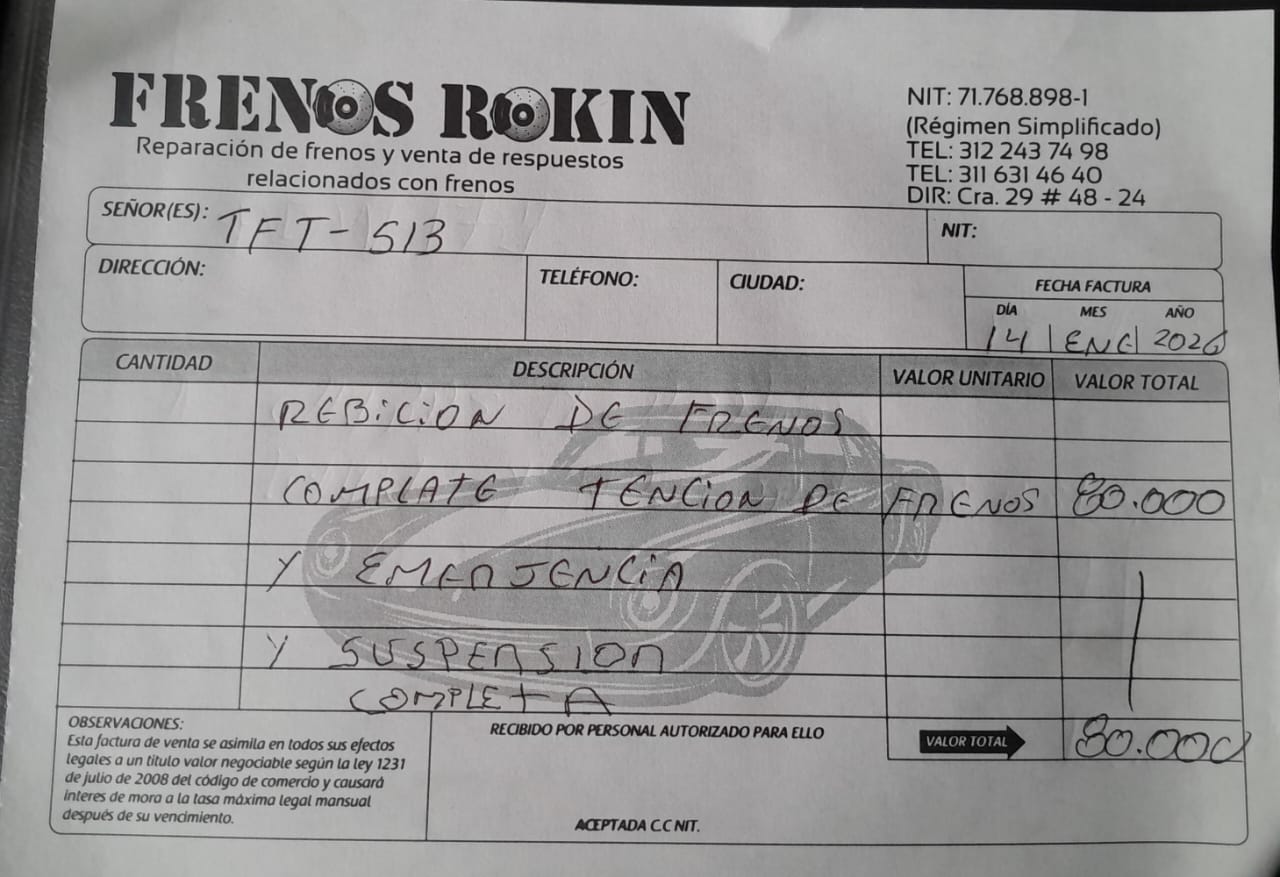 FRENOS ROKIN
Reparación de frenos y venta de respuestos
relacionados con frenos
NIT: 71.768.898-1
(Régimen Simplificado)
TEL: 312 243 74 98
TEL: 311 631 46 40
DIR: Cra. 29 # 48 - 24
SEÑOR(ES): TFT-513
NIT:
DIRECCIÓN:
TELÉFONO:
CIUDAD:
FECHA FACTURA
DÍA MES AÑO
14 ENE 2026
CANTIDAD DESCRIPCIÓN VALOR UNITARIO VALOR TOTAL
REBiCiON DE FRENOS
COMPLATE TENCION DE FRENOS 80.000
Y EMERJENCiA
Y SUSPENSION
COMPLETA
OBSERVACIONES:
Esta factura de venta se asimila en todos sus efectos
legales a un titulo valor negociable según la ley 1231
de julio de 2008 del código de comercio y causará
interes de mora a la tasa máxima legal mansual
después de su vencimiento.
RECIBIDO POR PERSONAL AUTORIZADO PARA ELLO
ACEPTADA C.C NIT.
VALOR TOTAL 80.000